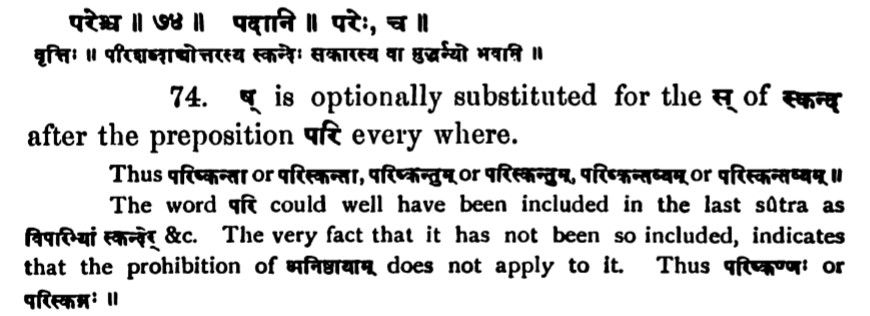 परेश्च ॥ ७४ ॥ पदानि ॥ परेः, च ॥
वृत्तिः ॥ परिशब्दाच्चोत्तरस्य स्कन्देः सकारस्य वा मुर्द्धन्यो भवति ॥
74. ष् is optionally substituted for the स् of स्कन्द्
after the preposition परि every where.
Thus परिष्कन्ता or परिस्कन्ता, परिष्कन्तुम् or परिस्कन्तुम्, परिष्कन्तव्यम् or परिस्कन्तव्यम् ॥
The word परि could well have been included in the last sûtra as
विपरिभ्यां स्कन्देर् &c. The very fact that it has not been so included, indicates
that the prohibition of अनिष्ठायाम् does not apply to it. Thus परिष्कण्णः or
परिस्कन्नः ॥